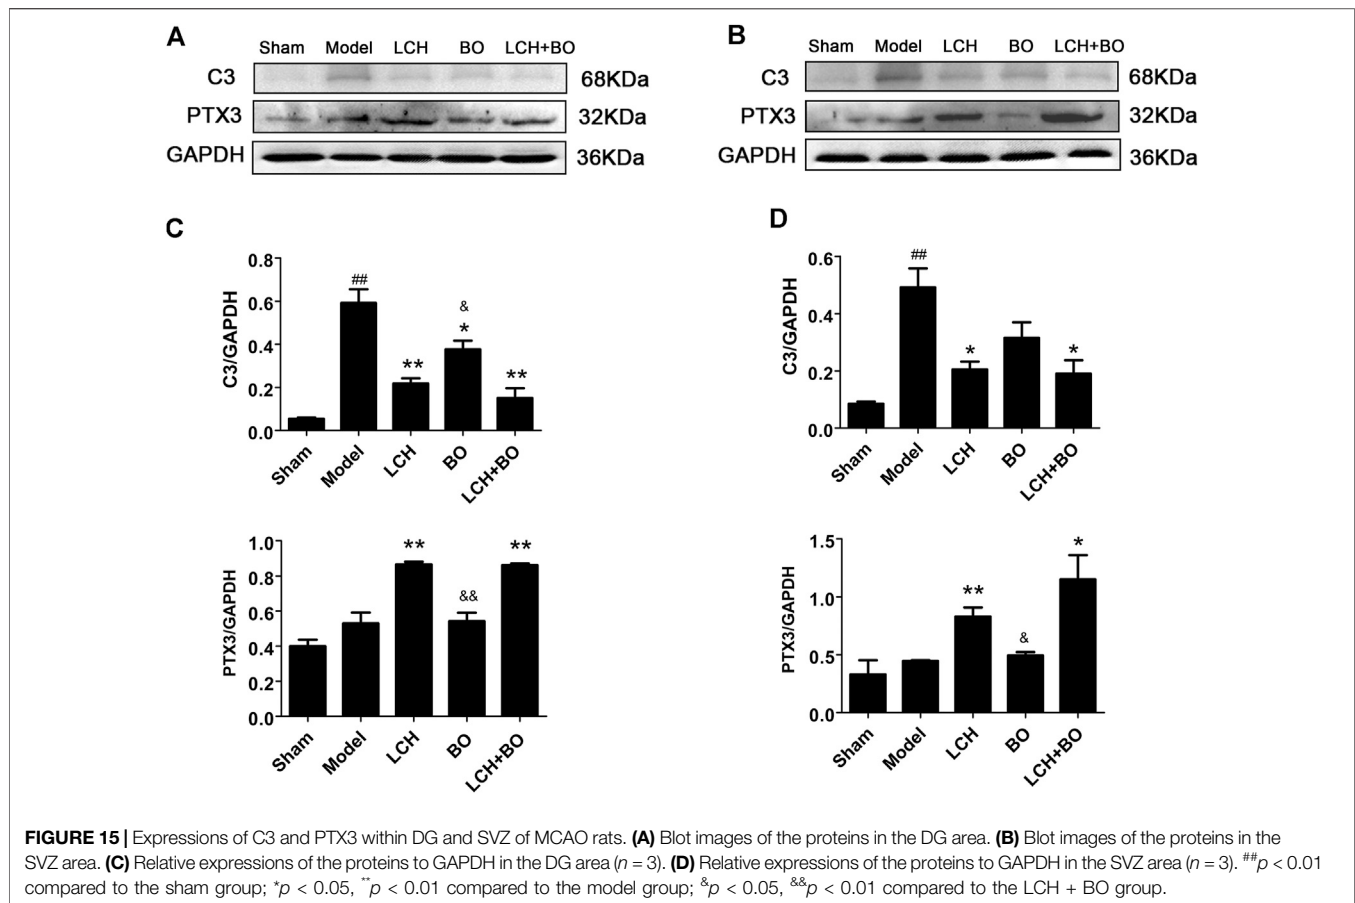 A
Sham Model LCH BO LCH+BO
C3 68KDa
PTX3 32KDa
GAPDH 36KDa
B
Sham Model LCH BO LCH+BO
C3 68KDa
PTX3 32KDa
GAPDH 36KDa
C
C3/GAPDH
0.8
0.6
0.4
0.2
0.0
##
**
&
*
**
Sham Model LCH BO LCH+BO
PTX3/GAPDH
1.0
0.8
0.6
0.4
0.2
0.0
**
&&
**
Sham Model LCH BO LCH+BO
D
C3/GAPDH
0.6
0.4
0.2
0.0
##
*
*
Sham Model LCH BO LCH+BO
PTX3/GAPDH
1.5
1.0
0.5
0.0
**
&
*
Sham Model LCH BO LCH+BO
FIGURE 15 | Expressions of C3 and PTX3 within DG and SVZ of MCAO rats. (A) Blot images of the proteins in the DG area. (B) Blot images of the proteins in the
SVZ area. (C) Relative expressions of the proteins to GAPDH in the DG area (n = 3). (D) Relative expressions of the proteins to GAPDH in the SVZ area (n = 3). ##p < 0.01
compared to the sham group; *p < 0.05, **p < 0.01 compared to the model group; &p < 0.05, &&p < 0.01 compared to the LCH + BO group.